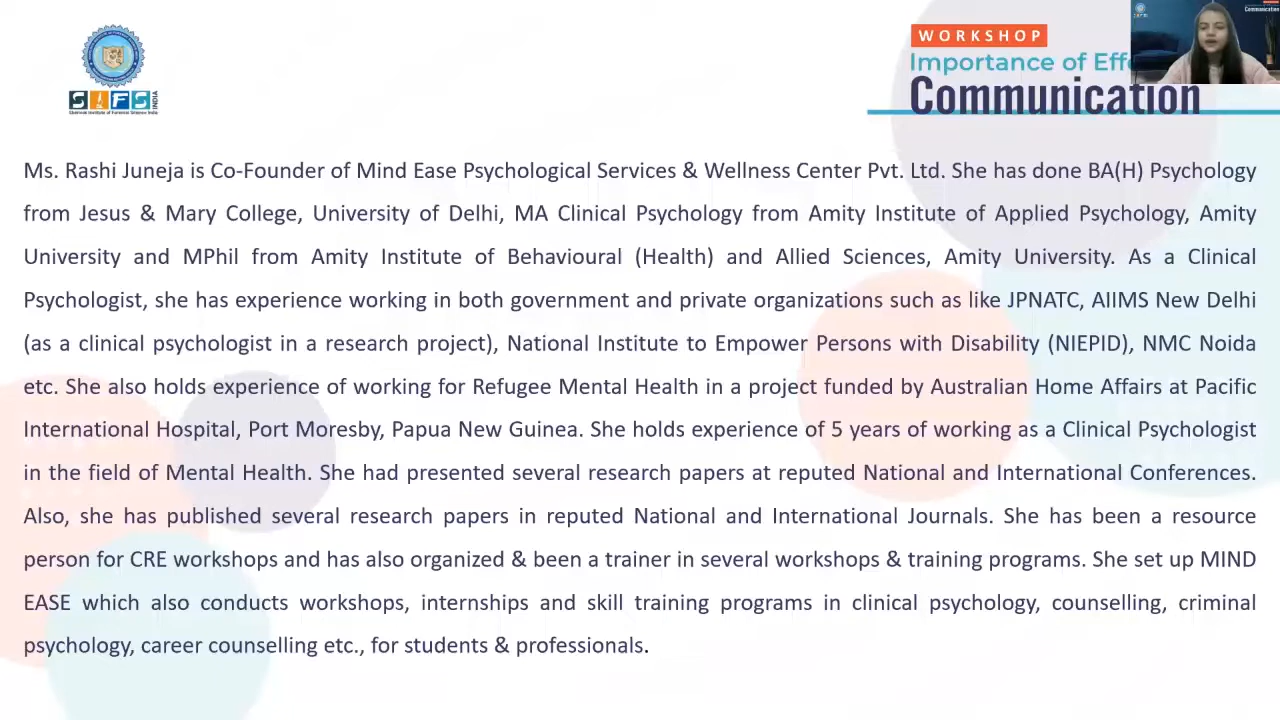 WORKSHOP
Importance of Effe
Communication
SIFS INDIA
Sherlock Institute of Forensic Science India
Ms. Rashi Juneja is Co-Founder of Mind Ease Psychological Services & Wellness Center Pvt. Ltd. She has done BA(H) Psychology
from Jesus & Mary College, University of Delhi, MA Clinical Psychology from Amity Institute of Applied Psychology, Amity
University and MPhil from Amity Institute of Behavioural (Health) and Allied Sciences, Amity University. As a Clinical
Psychologist, she has experience working in both government and private organizations such as like JPNATC, AIIMS New Delhi
(as a clinical psychologist in a research project), National Institute to Empower Persons with Disability (NIEPID), NMC Noida
etc. She also holds experience of working for Refugee Mental Health in a project funded by Australian Home Affairs at Pacific
International Hospital, Port Moresby, Papua New Guinea. She holds experience of 5 years of working as a Clinical Psychologist
in the field of Mental Health. She had presented several research papers at reputed National and International Conferences.
Also, she has published several research papers in reputed National and International Journals. She has been a resource
person for CRE workshops and has also organized & been a trainer in several workshops & training programs. She set up MIND
EASE which also conducts workshops, internships and skill training programs in clinical psychology, counselling, criminal
psychology, career counselling etc., for students & professionals.